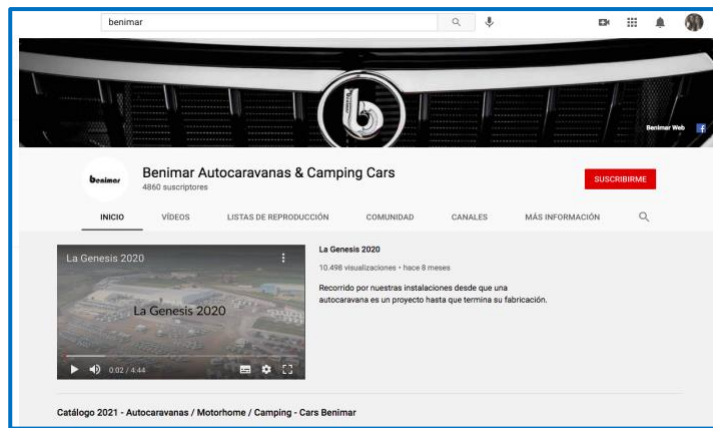 benimar
b
Benimar Web
benimar
Benimar Autocaravanas & Camping Cars
4860 suscriptores
SUSCRIBIRME
INICIO VÍDEOS LISTAS DE REPRODUCCIÓN COMUNIDAD CANALES MÁS INFORMACIÓN
La Genesis 2020
La Genesis 2020
0:02 / 4:44
La Genesis 2020
10.498 visualizaciones • hace 8 meses
Recorrido por nuestras instalaciones desde que una
autocaravana es un proyecto hasta que termina su fabricación.
Catálogo 2021 - Autocaravanas / Motorhome / Camping - Cars Benimar